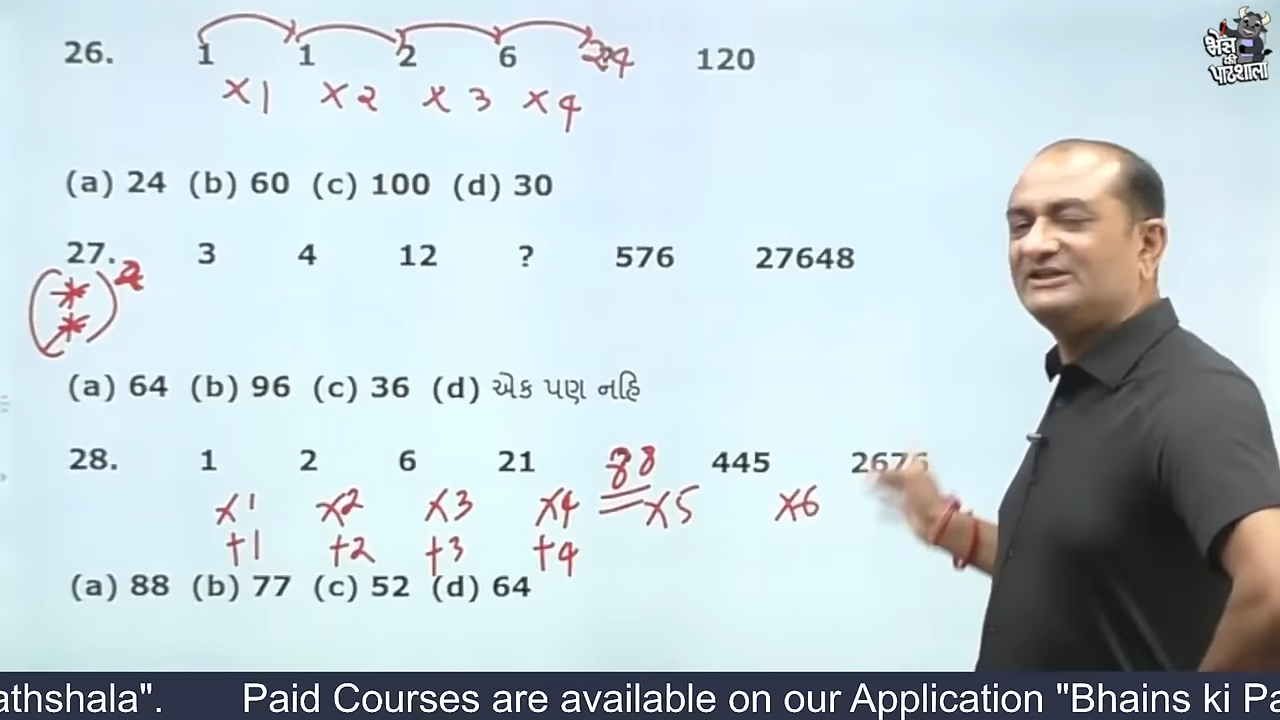 26. 1 1 2 6 24 120
×1 ×2 ×3 ×4
(a) 24 (b) 60 (c) 100 (d) 30
27. 3 4 12 ? 576 27648
(a) 64 (b) 96 (c) 36 (d) એક પણ નહિ
28. 1 2 6 21 88 445
×1 ×2 ×3 ×4 ×5 ×6
+1 +2 +3 +4
(a) 88 (b) 77 (c) 52 (d) 64
भैंस
की
पाठशाला
athshala". Paid Courses are available on our Application "Bhains ki Pa